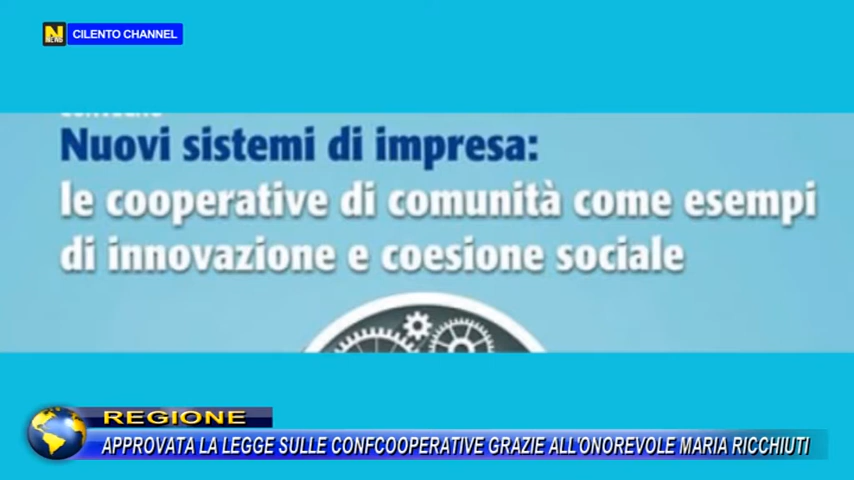 CILENTO CHANNEL
Nuovi sistemi di impresa:
le cooperative di comunità come esempi
di innovazione e coesione sociale
REGIONE
APPROVATA LA LEGGE SULLE CONFCOOPERATIVE GRAZIE ALL'ONOREVOLE MARIA RICCHIUTI